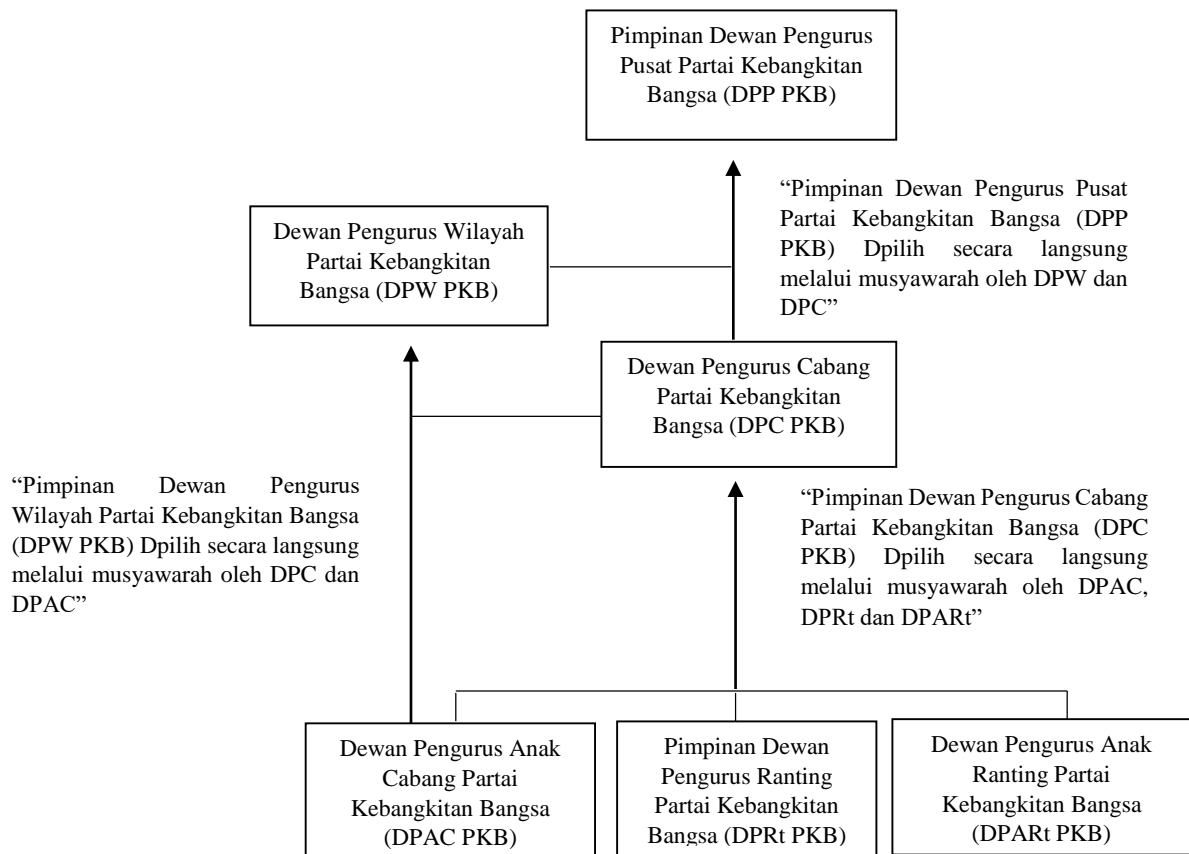 Pimpinan Dewan Pengurus
Pusat Partai Kebangkitan
Bangsa (DPP PKB)
“Pimpinan Dewan Pengurus Pusat
Partai Kebangkitan Bangsa (DPP
PKB) Dpilih secara langsung
melalui musyawarah oleh DPW dan
DPC”
Dewan Pengurus Wilayah
Partai Kebangkitan
Bangsa (DPW PKB)
Dewan Pengurus Cabang
Partai Kebangkitan
Bangsa (DPC PKB)
“Pimpinan Dewan Pengurus
Wilayah Partai Kebangkitan Bangsa
(DPW PKB) Dpilih secara langsung
melalui musyawarah oleh DPC dan
DPAC”
“Pimpinan Dewan Pengurus Cabang
Partai Kebangkitan Bangsa (DPC
PKB) Dpilih secara langsung
melalui musyawarah oleh DPAC,
DPRt dan DPARt”
Dewan Pengurus Anak
Cabang Partai
Kebangkitan Bangsa
(DPAC PKB)
Pimpinan Dewan
Pengurus Ranting
Partai Kebangkitan
Bangsa (DPRt PKB)
Dewan Pengurus Anak
Ranting Partai
Kebangkitan Bangsa
(DPARt PKB)